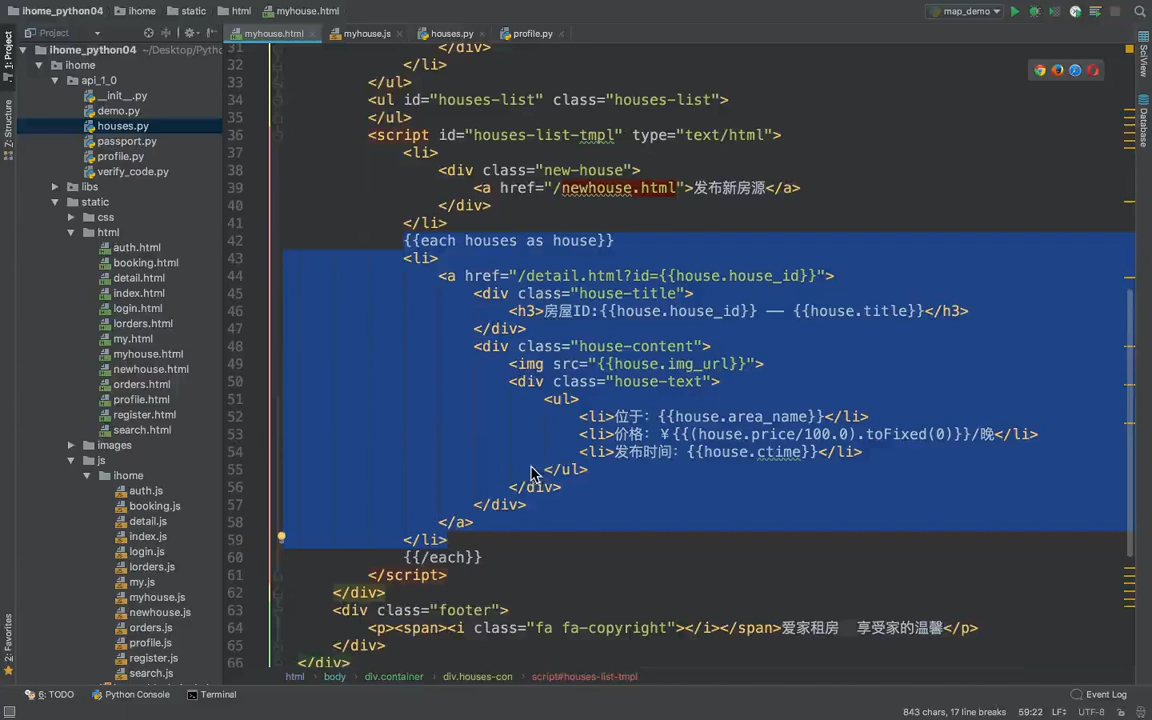 ihome_python04 ihome static html myhouse.html map_demo
Project myhouse.html myhouse.js houses.py profile.py
1: Project
7: Structure
2: Favorites
SciView
Database
ihome_python04 ~/Desktop/Pytho
ihome
api_1_0
__init__.py
demo.py
houses.py
passport.py
profile.py
verify_code.py
libs
static
css
html
auth.html
booking.html
detail.html
index.html
login.html
lorders.html
my.html
myhouse.html
newhouse.html
orders.html
profile.html
register.html
search.html
images
js
ihome
auth.js
booking.js
detail.js
index.js
login.js
lorders.js
my.js
myhouse.js
newhouse.js
orders.js
profile.js
register.js
search.js
31 </div>
32 </li>
33 </ul>
34 <ul id="houses-list" class="houses-list">
35 </ul>
36 <script id="houses-list-tmpl" type="text/html">
37 <li>
38 <div class="new-house">
39 <a href="/newhouse.html">发布新房源</a>
40 </div>
41 </li>
42 {{each houses as house}}
43 <li>
44 <a href="/detail.html?id={{house.house_id}}">
45 <div class="house-title">
46 <h3>房屋ID:{{house.house_id}} —— {{house.title}}</h3>
47 </div>
48 <div class="house-content">
49 <img src="{{house.img_url}}">
50 <div class="house-text">
51 <ul>
52 <li>位于：{{house.area_name}}</li>
53 <li>价格：￥{{(house.price/100.0).toFixed(0)}}/晚</li>
54 <li>发布时间：{{house.ctime}}</li>
55 </ul>
56 </div>
57 </div>
58 </a>
59 </li>
60 {{/each}}
61 </script>
62 </div>
63 <div class="footer">
64 <p><span><i class="fa fa-copyright"></i></span>爱家租房 享受家的温馨</p>
65 </div>
66 </div>
html body div.container div.houses-con script#houses-list-tmpl
6: TODO Python Console Terminal Event Log
843 chars, 17 line breaks 59:22 LF UTF-8